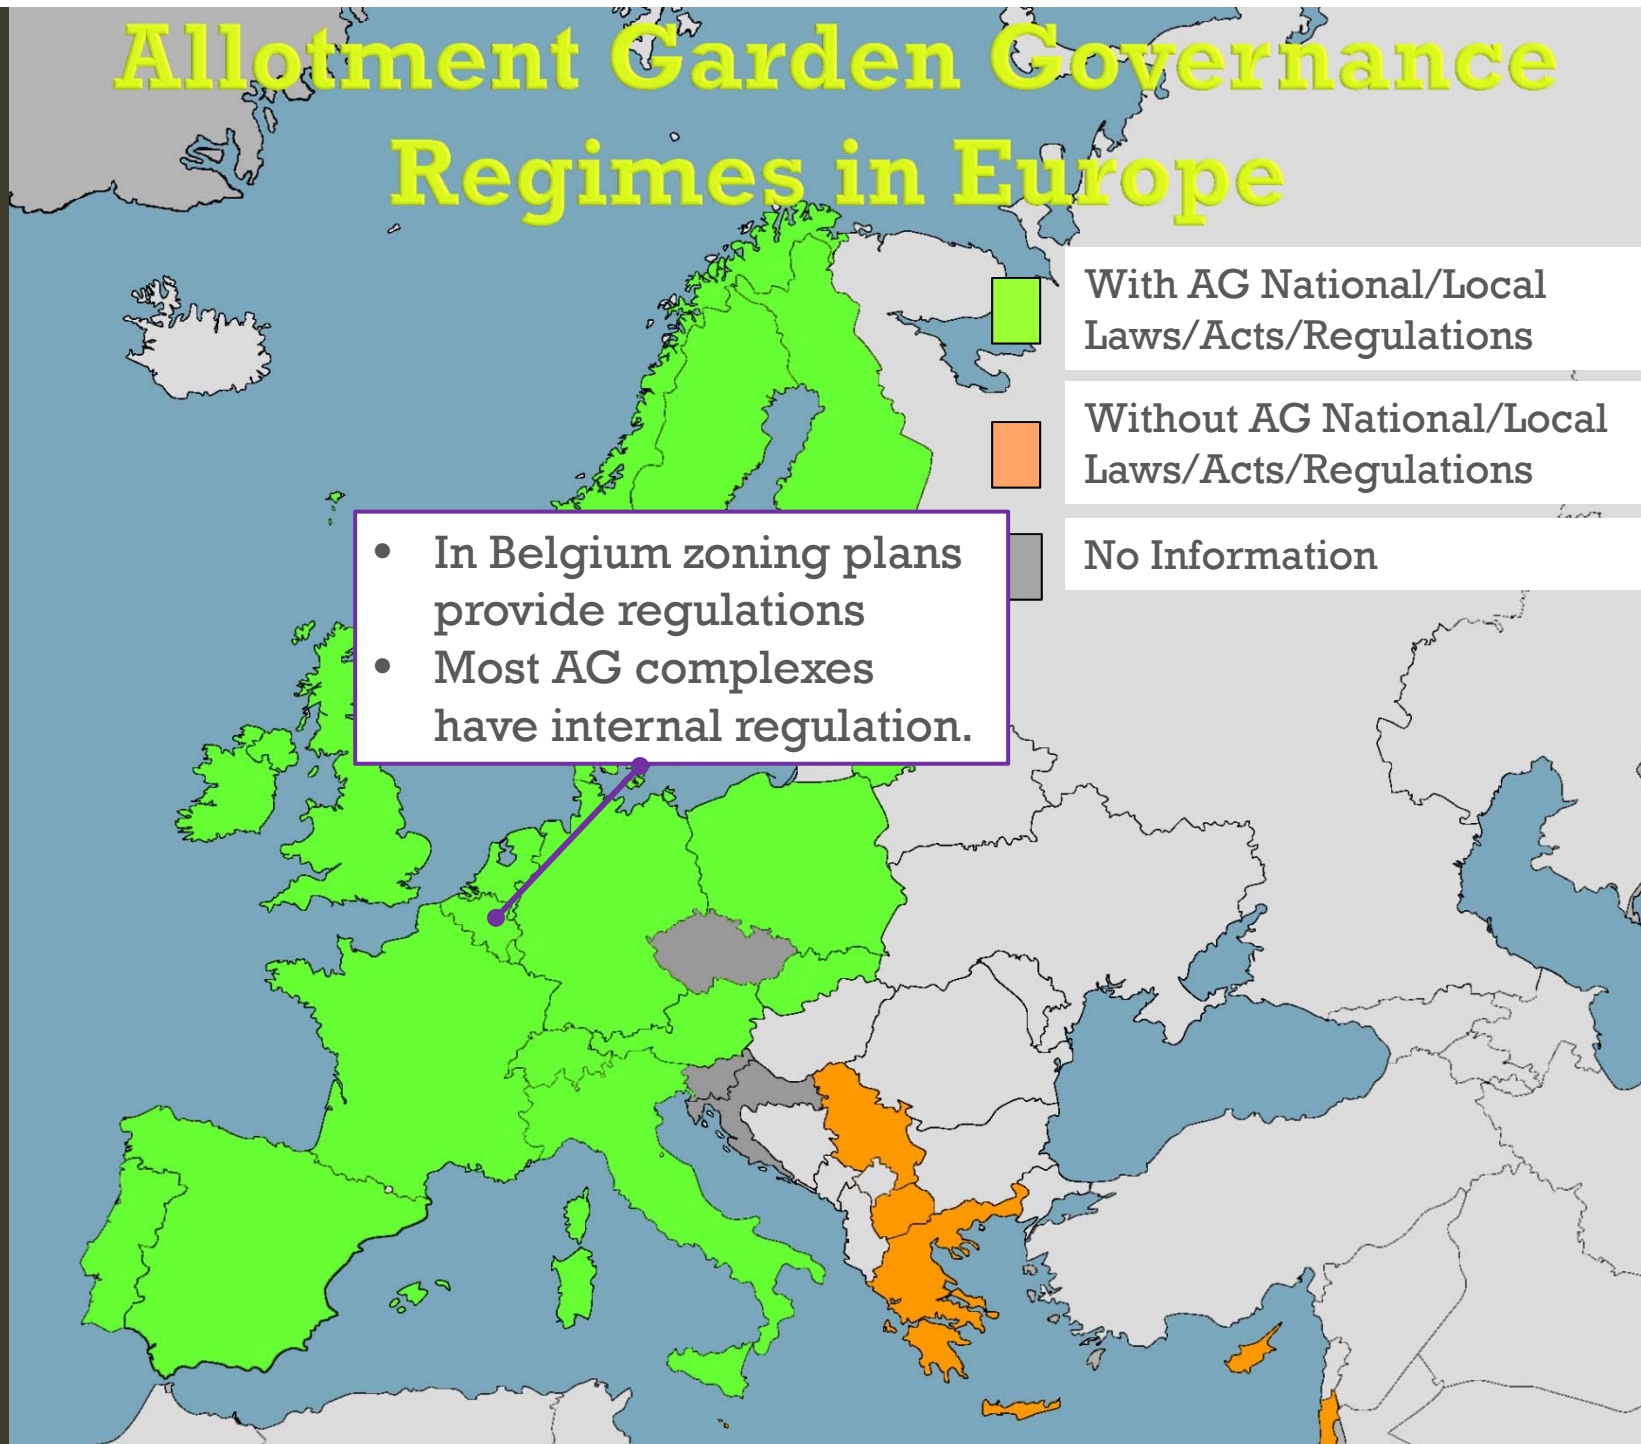 Allotment Garden Governance
Regimes in Europe
With AG National/Local
Laws/Acts/Regulations
Without AG National/Local
Laws/Acts/Regulations
No Information
• In Belgium zoning plans
provide regulations
• Most AG complexes
have internal regulation.